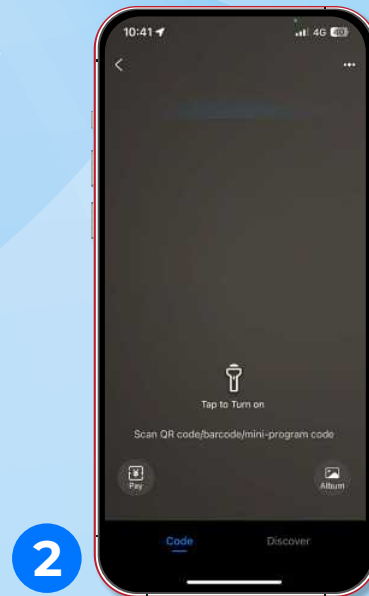 10:41
4G 40
Tap to Turn on
Scan QR code/barcode/mini-program code
Pay
Album
Code
Discover
2